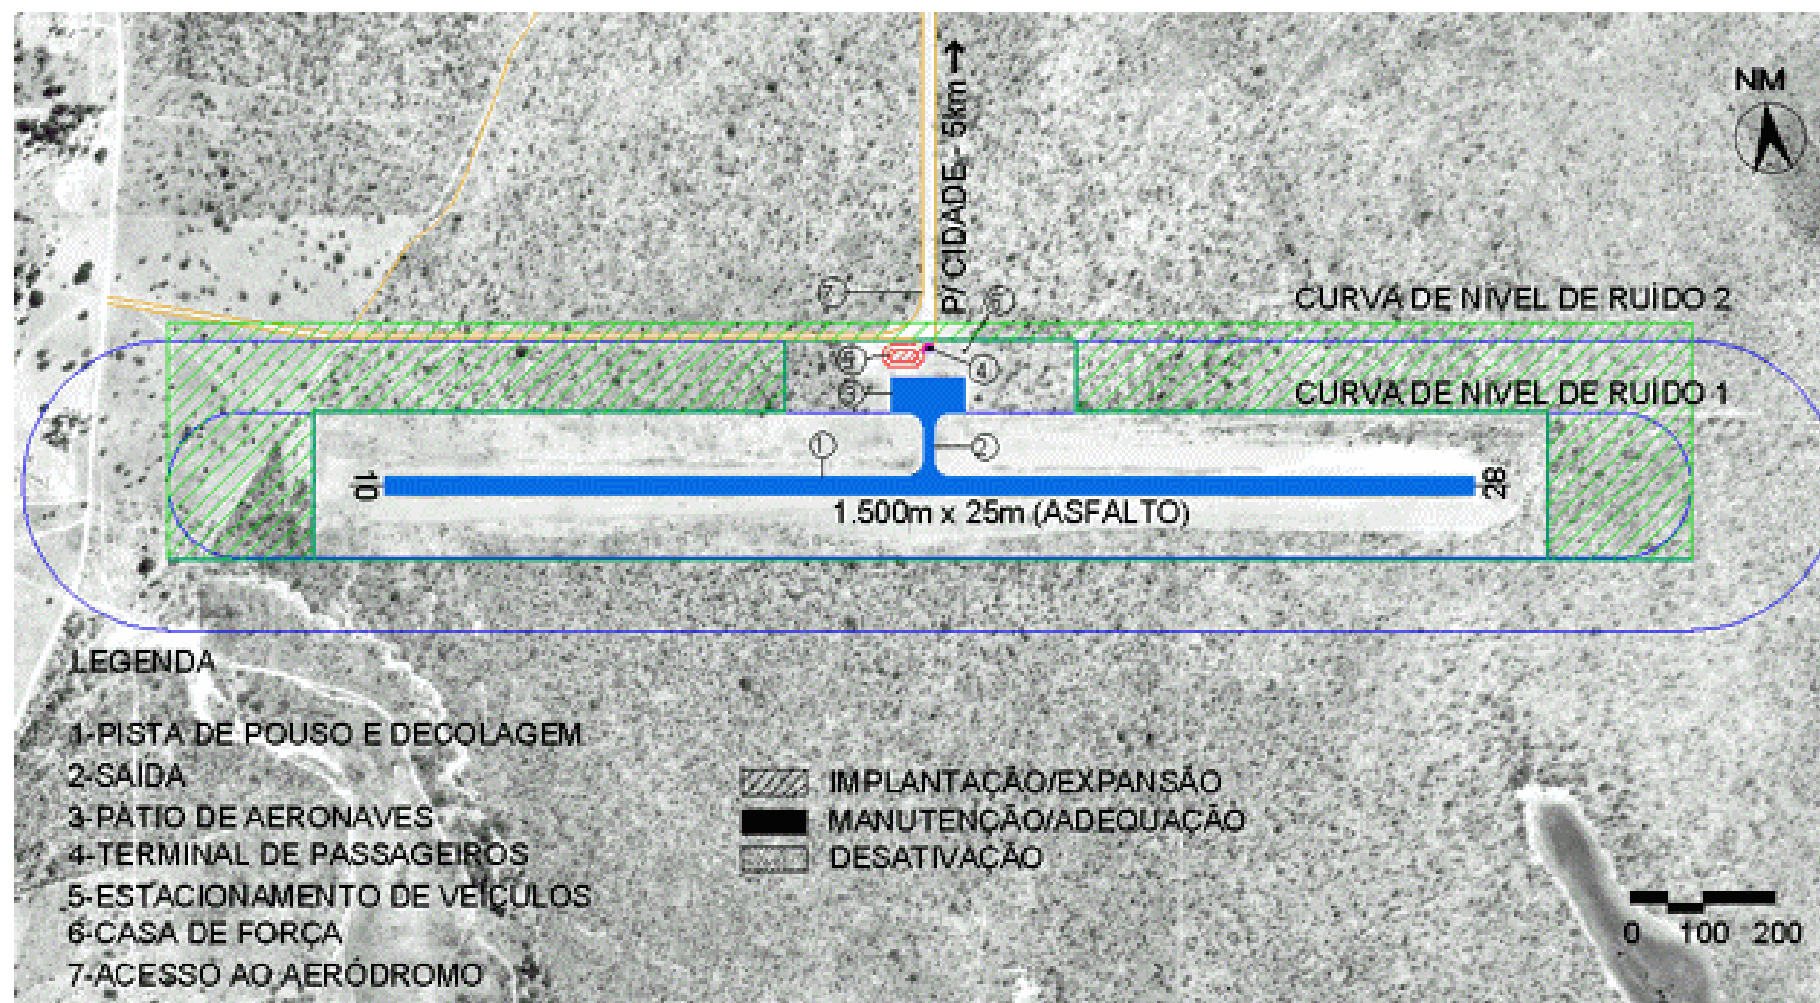 P/ CIDADE - 5km
NM
7
6
CURVA DE NIVEL DE RUÍDO 2
5
4
3
CURVA DE NIVEL DE RUÍDO 1
1
2
10
28
1.500m x 25m (ASFALTO)
LEGENDA
1-PISTA DE POUSO E DECOLAGEM
2-SAÍDA
3-PÁTIO DE AERONAVES
4-TERMINAL DE PASSAGEIROS
5-ESTACIONAMENTO DE VEÍCULOS
6-CASA DE FORÇA
7-ACESSO AO AERÓDROMO
IMPLANTAÇÃO/EXPANSÃO
MANUTENÇÃO/ADEQUAÇÃO
DESATIVAÇÃO
0 100 200